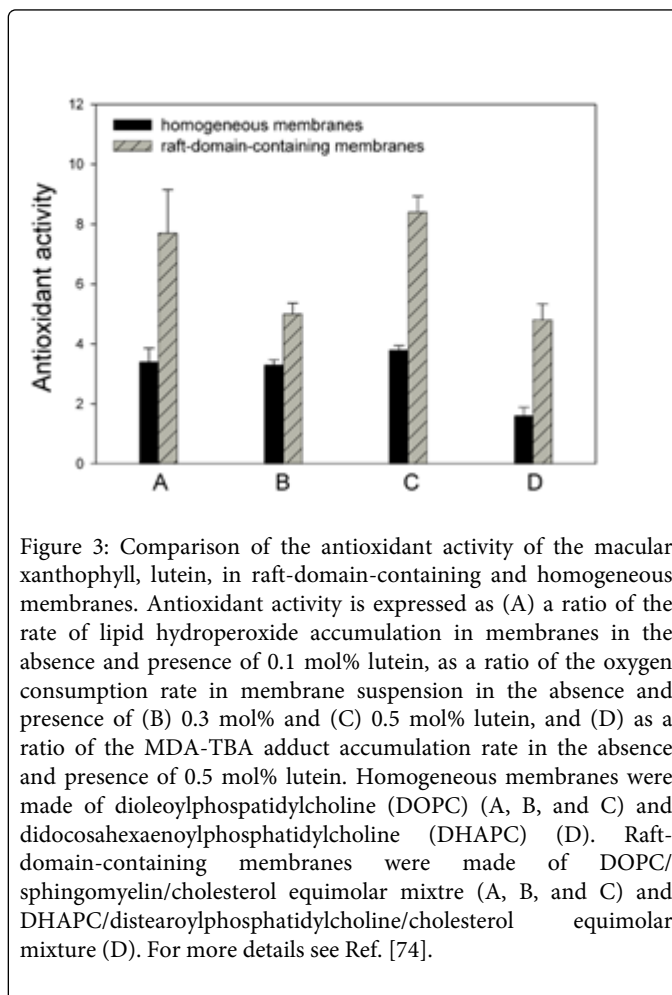 12
homogeneous membranes
raft-domain-containing membranes
10
8
6
4
2
0
Antioxidant activity
A B C D
Figure 3: Comparison of the antioxidant activity of the macular
xanthophyll, lutein, in raft-domain-containing and homogeneous
membranes. Antioxidant activity is expressed as (A) a ratio of the
rate of lipid hydroperoxide accumulation in membranes in the
absence and presence of 0.1 mol% lutein, as a ratio of the oxygen
consumption rate in membrane suspension in the absence and
presence of (B) 0.3 mol% and (C) 0.5 mol% lutein, and (D) as a
ratio of the MDA-TBA adduct accumulation rate in the absence
and presence of 0.5 mol% lutein. Homogeneous membranes were
made of dioleoylphospatidylcholine (DOPC) (A, B, and C) and
didocosahexaenoylphosphatidylcholine (DHAPC) (D). Raft-
domain-containing membranes were made of DOPC/
sphingomyelin/cholesterol equimolar mixtre (A, B, and C) and
DHAPC/distearoylphosphatidylcholine/cholesterol equimolar
mixture (D). For more details see Ref. [74].